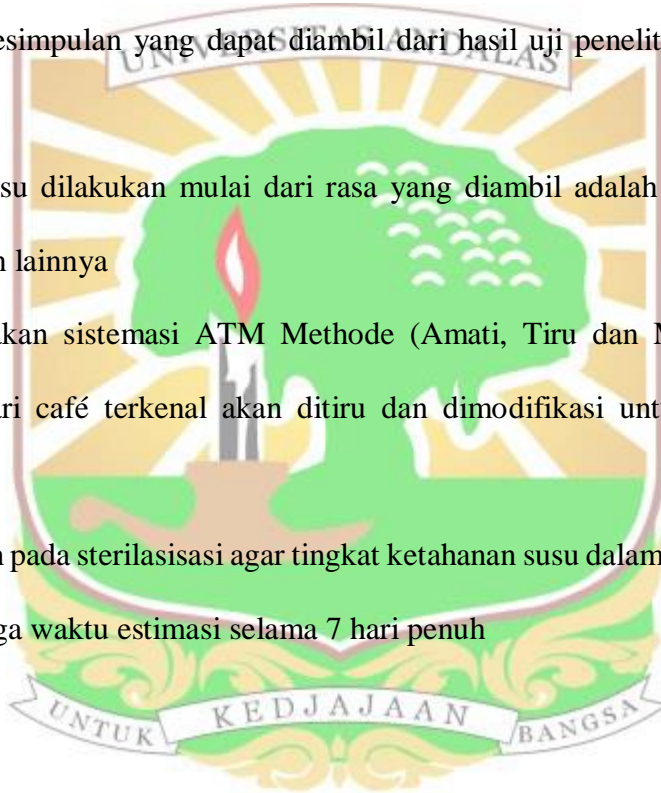 esimpulan yang dapat diambil dari hasil uji penelit
UNIVERSITAS ANDALAS
su dilakukan mulai dari rasa yang diambil adalah
n lainnya
akan sistemasi ATM Methode (Amati, Tiru dan M
ari café terkenal akan ditiru dan dimodifikasi unt
n pada sterilasisasi agar tingkat ketahanan susu dalam
ga waktu estimasi selama 7 hari penuh
UNTUK KEDJAJAAN BANGSA